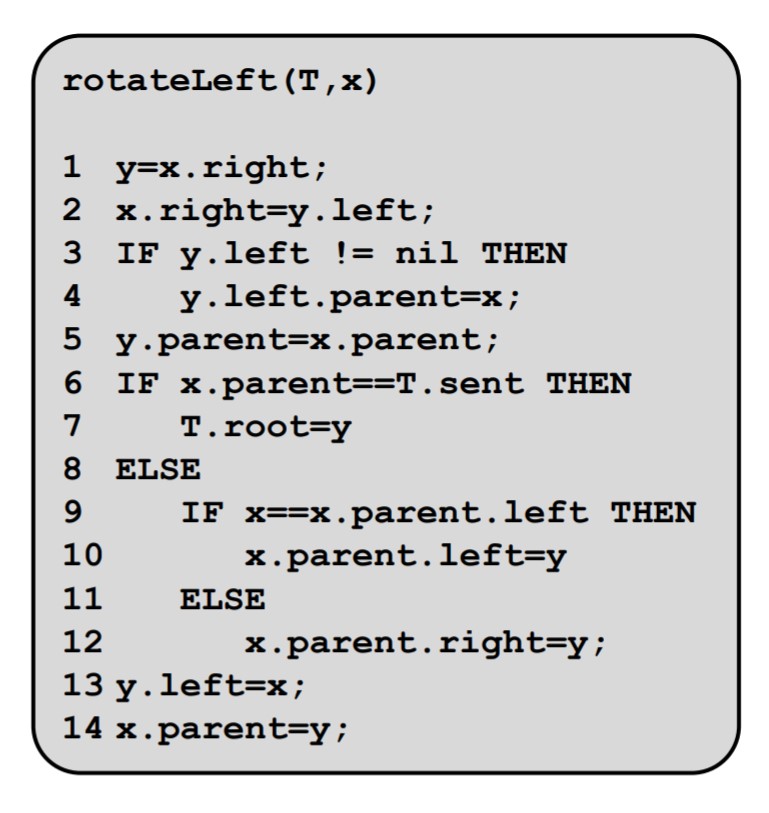 rotateLeft(T,x)
1 y=x.right;
2 x.right=y.left;
3 IF y.left != nil THEN
4 y.left.parent=x;
5 y.parent=x.parent;
6 IF x.parent==T.sent THEN
7 T.root=y
8 ELSE
9 IF x==x.parent.left THEN
10 x.parent.left=y
11 ELSE
12 x.parent.right=y;
13 y.left=x;
14 x.parent=y;